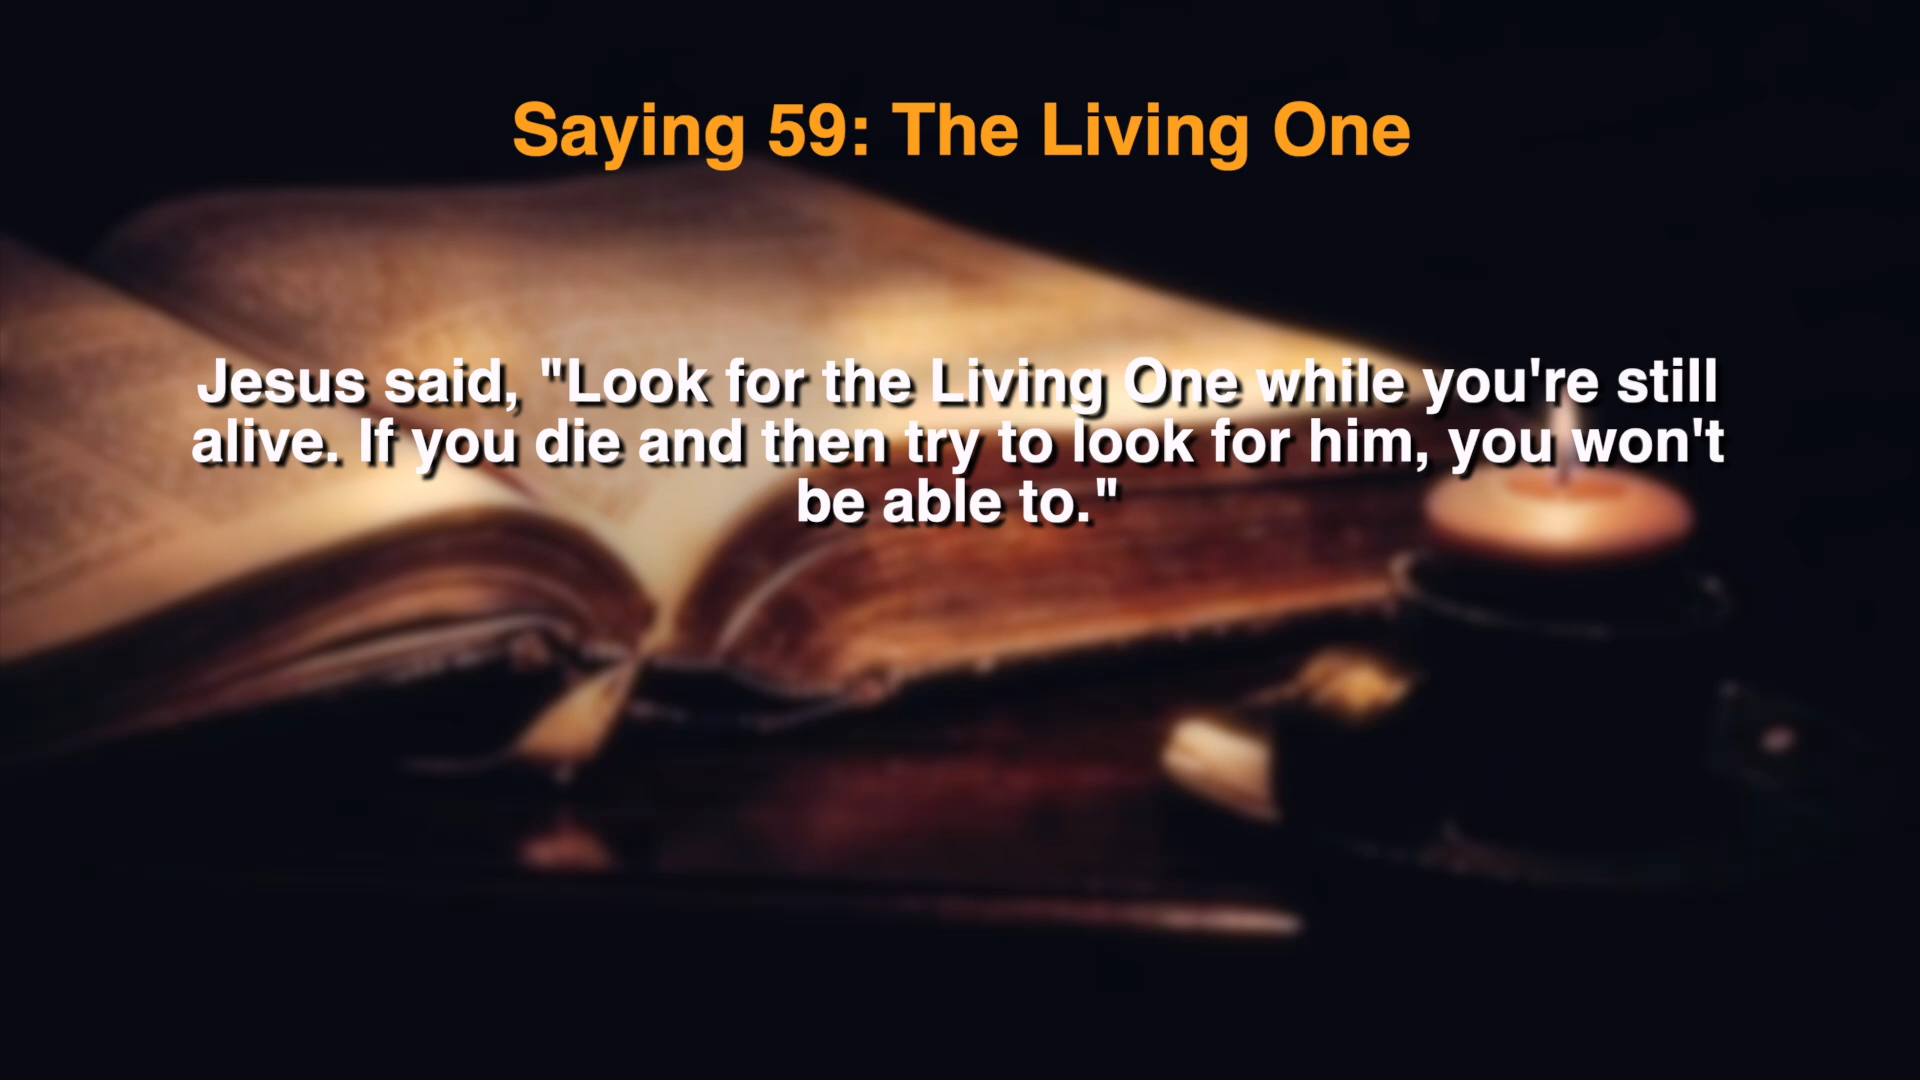 Saying 59: The Living One
Jesus said, "Look for the Living One while you're still
alive. If you die and then try to look for him, you won't
be able to."